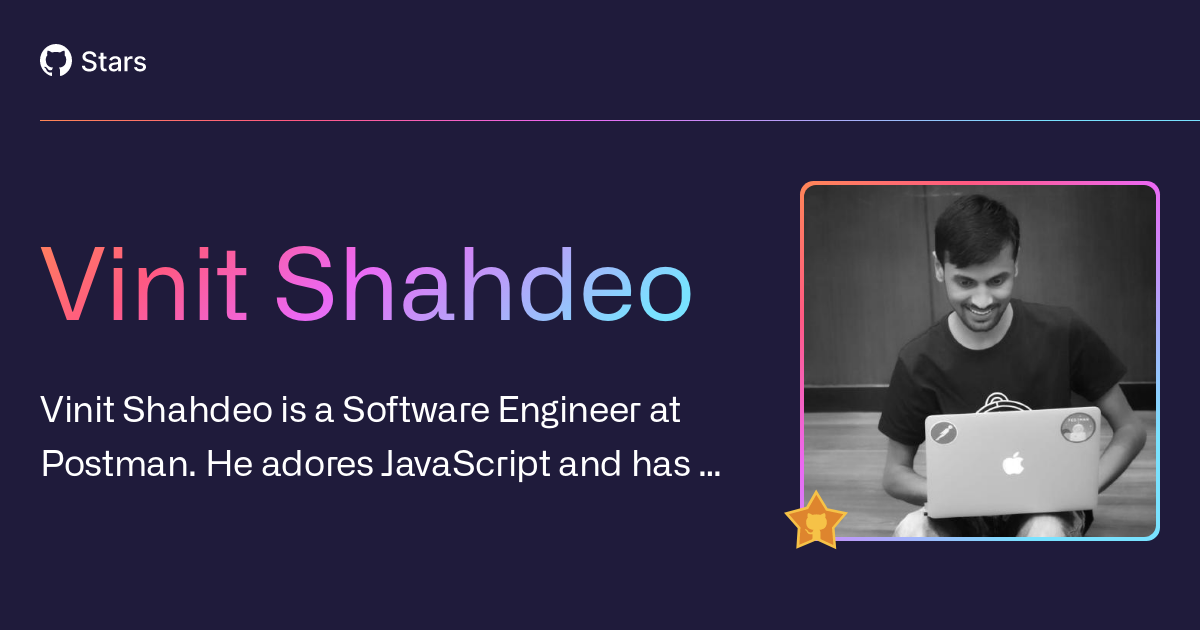 Stars
Vinit Shahdeo
Vinit Shahdeo is a Software Engineer at
Postman. He adores JavaScript and has ...